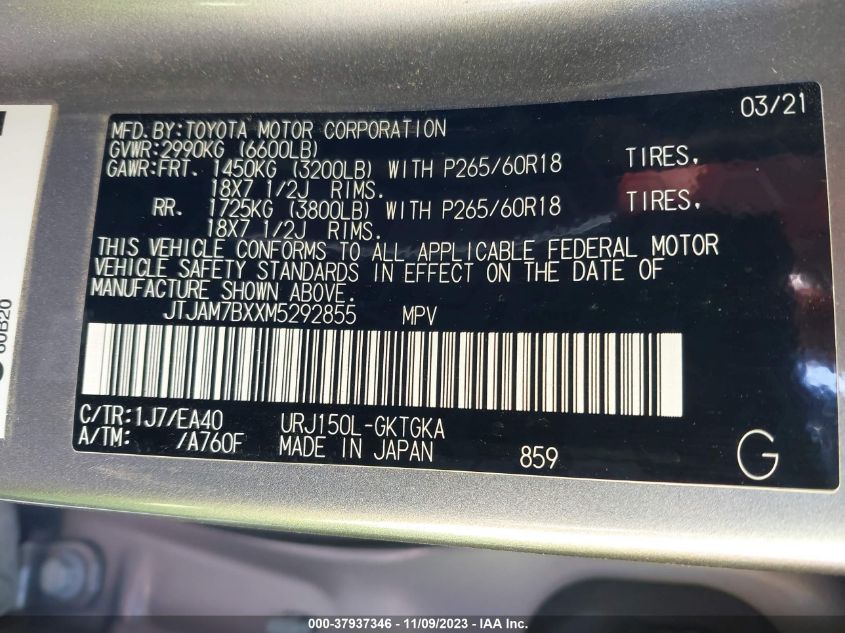 03/21
MFD.BY:TOYOTA MOTOR CORPORATION
GVWR:2990KG (6600LB)
GAWR:FRT. 1450KG (3200LB) WITH P265/60R18 TIRES,
18X7 1/2J RIMS.
RR. 1725KG (3800LB) WITH P265/60R18 TIRES,
18X7 1/2J RIMS.
THIS VEHICLE CONFORMS TO ALL APPLICABLE FEDERAL MOTOR
VEHICLE SAFETY STANDARDS IN EFFECT ON THE DATE OF
MANUFACTURE SHOWN ABOVE.
JTJAM7BXXM5292855 MPV
C/TR:1J7/EA40 URJ150L-GKTGKA
A/TM: /A760F MADE IN JAPAN 859 G
60B20
000-37937346 - 11/09/2023 - IAA Inc.